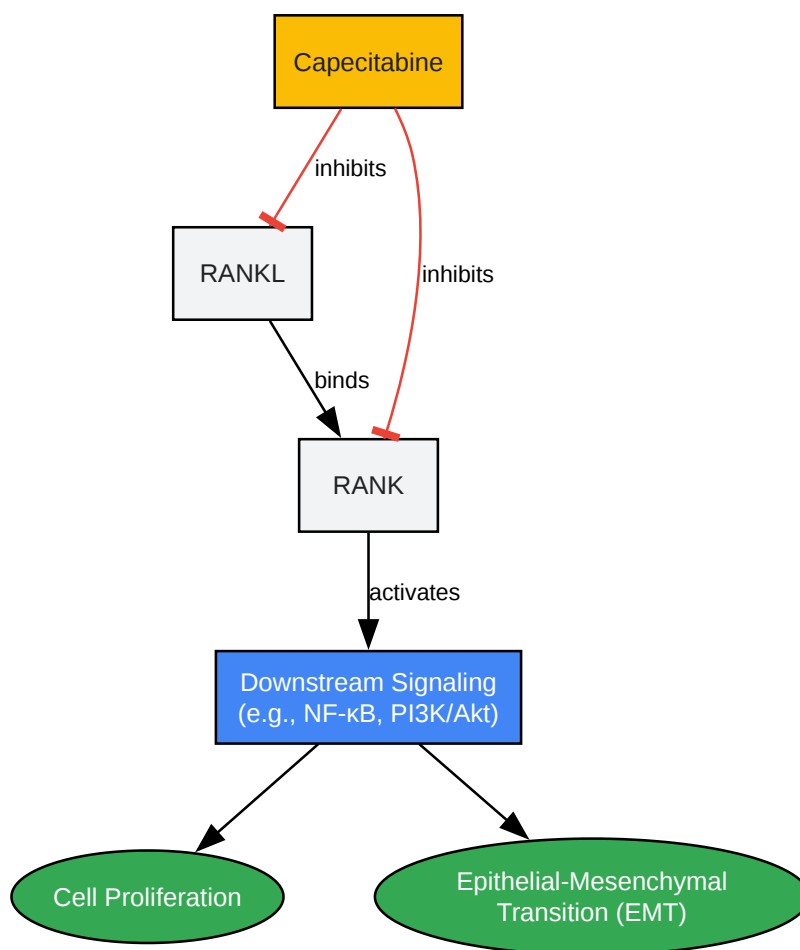 Capecitabine
inhibits
RANKL
inhibits
binds
RANK
activates
Downstream Signaling
(e.g., NF-κB, PI3K/Akt)
Cell Proliferation
Epithelial-Mesenchymal
Transition (EMT)